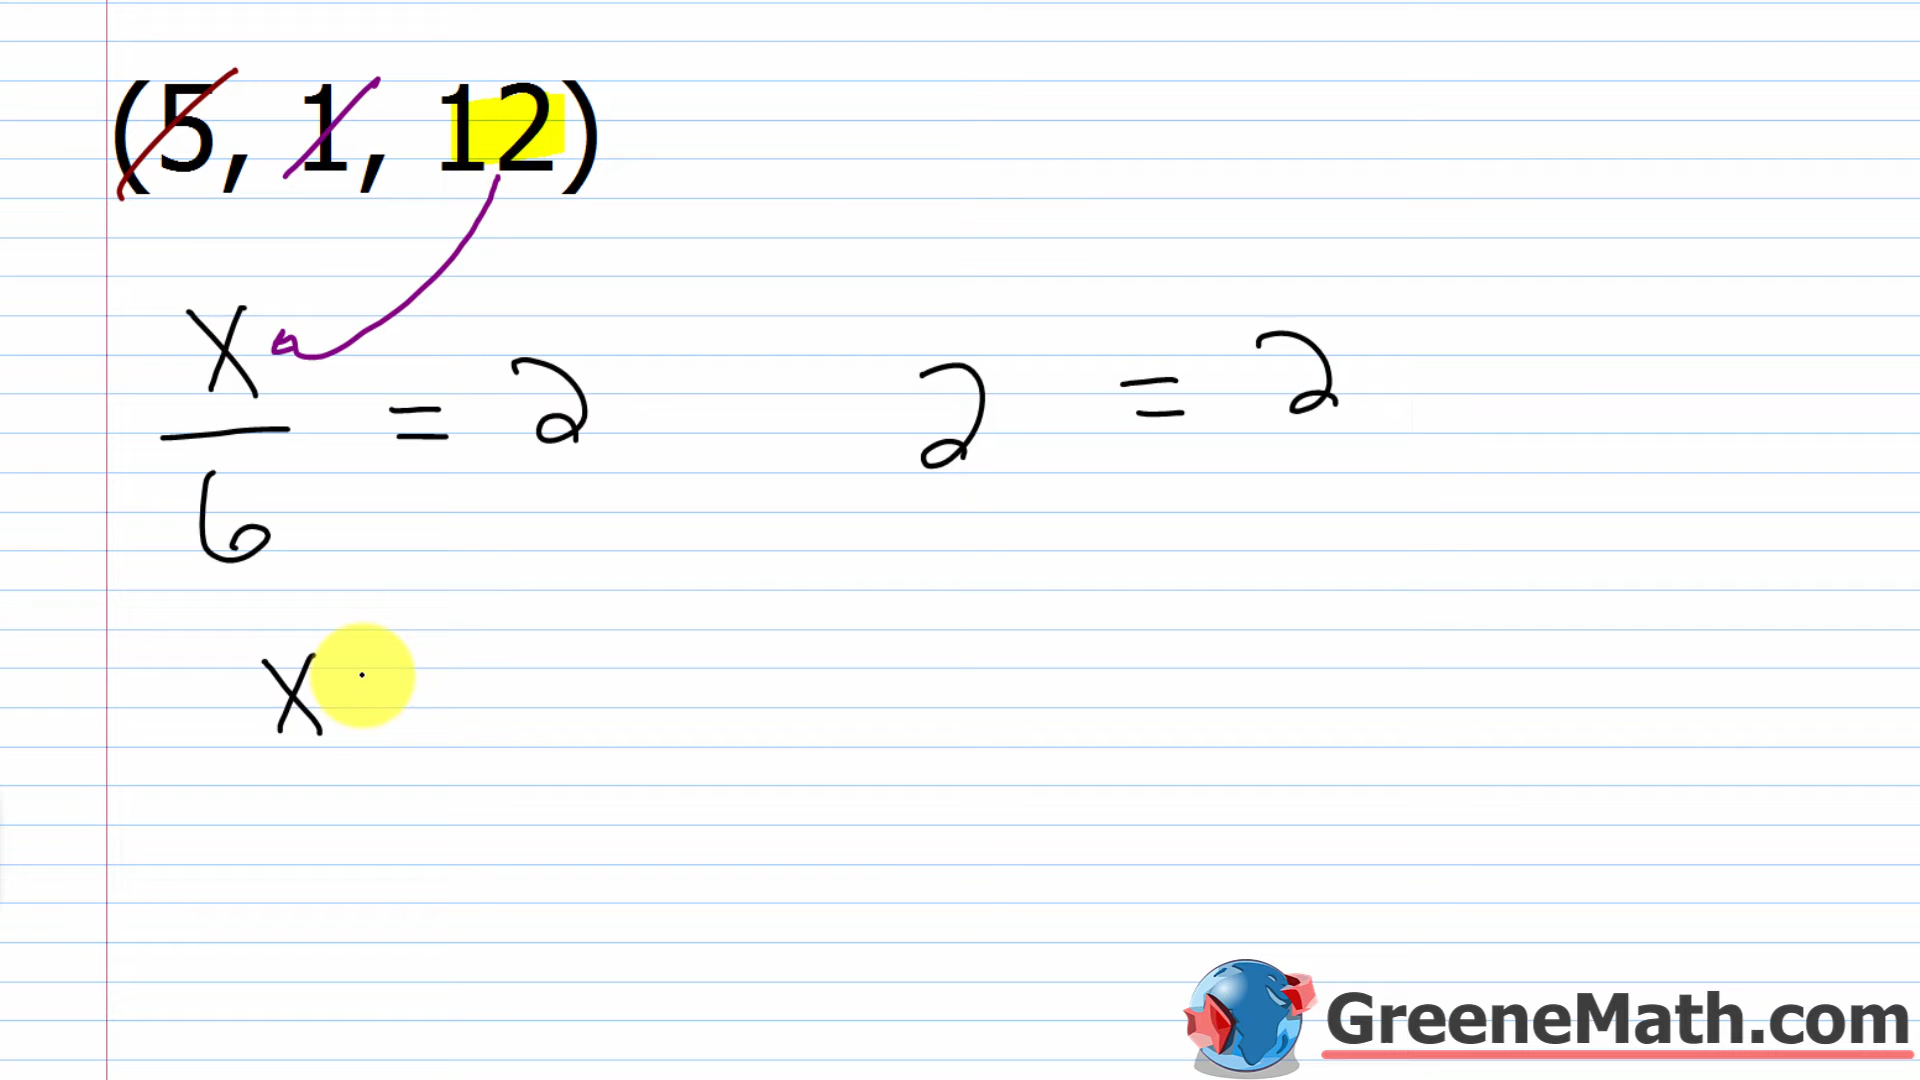 (5, 1, 12)
x/6 = 2   2 = 2
x
GreeneMath.com